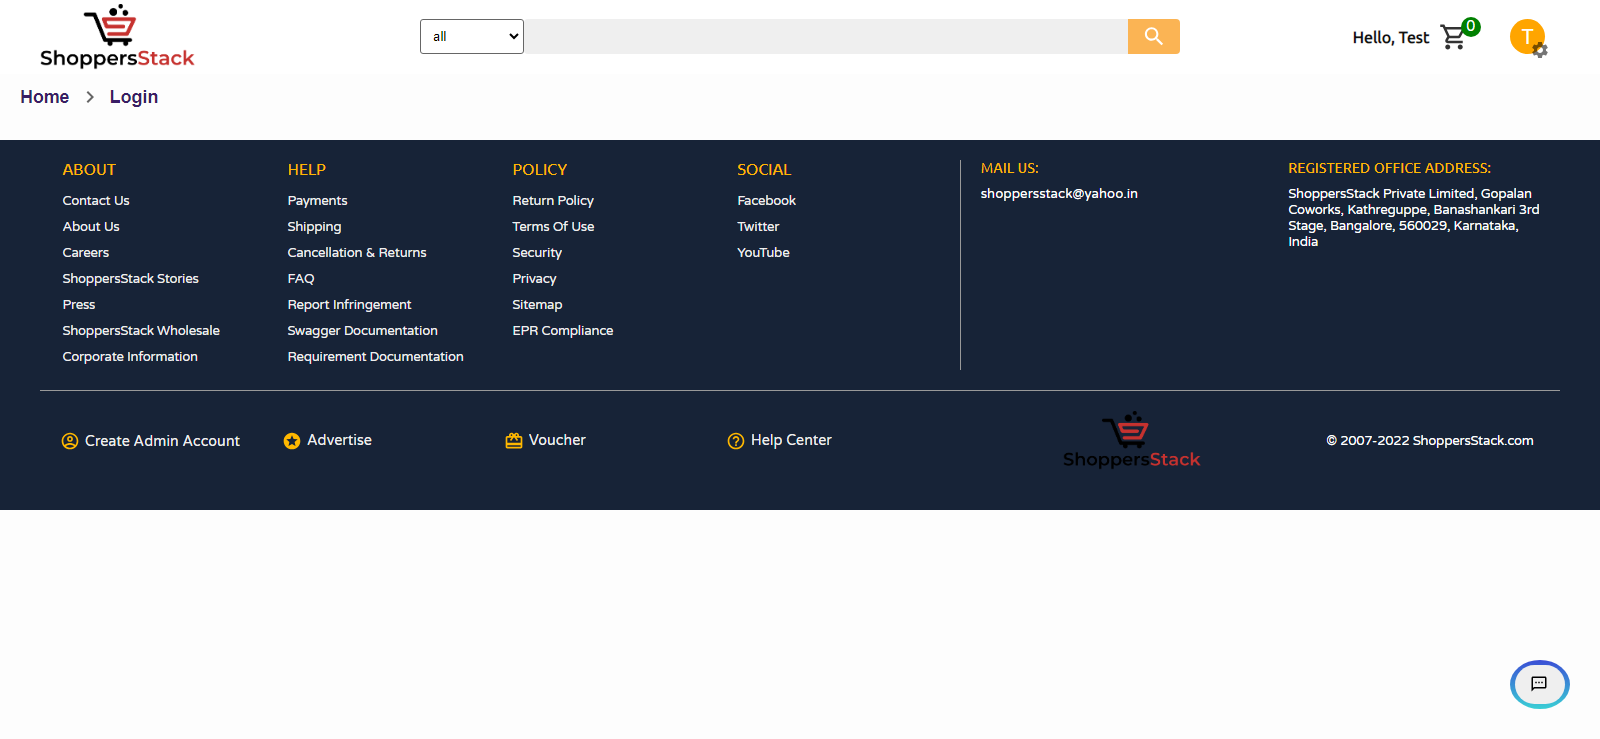 ShoppersStack
all
Hello, Test
0
T
Home > Login
ABOUT
Contact Us
About Us
Careers
ShoppersStack Stories
Press
ShoppersStack Wholesale
Corporate Information
HELP
Payments
Shipping
Cancellation & Returns
FAQ
Report Infringement
Swagger Documentation
Requirement Documentation
POLICY
Return Policy
Terms Of Use
Security
Privacy
Sitemap
EPR Compliance
SOCIAL
Facebook
Twitter
YouTube
MAIL US:
shoppersstack@yahoo.in
REGISTERED OFFICE ADDRESS:
ShoppersStack Private Limited, Gopalan
Coworks, Kathreguppe, Banashankari 3rd
Stage, Bangalore, 560029, Karnataka,
India
Create Admin Account
Advertise
Voucher
Help Center
ShoppersStack
© 2007-2022 ShoppersStack.com